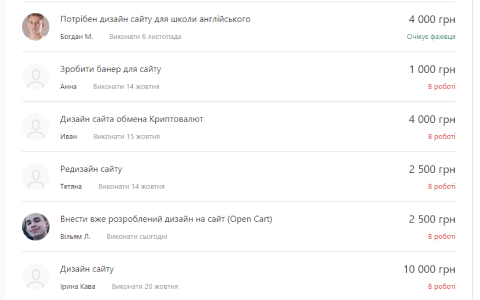 Потрібен дизайн сайту для школи англійського
4 000 грн
Богдан М. Виконати 6 листопада
Очікує фахівця
Зробити банер для сайту
1 000 грн
Анна Виконати 14 жовтня
В роботі
Дизайн сайта обмена Криптовалют
4 000 грн
Иван Виконати 15 жовтня
В роботі
Редизайн сайту
2 500 грн
Тетяна Виконати 14 жовтня
В роботі
Внести вже розроблений дизайн на сайт (Open Cart)
2 500 грн
Вільям Л. Виконати сьогодні
В роботі
Дизайн сайту
10 000 грн
Ірина Кава Виконати 20 жовтня
В роботі